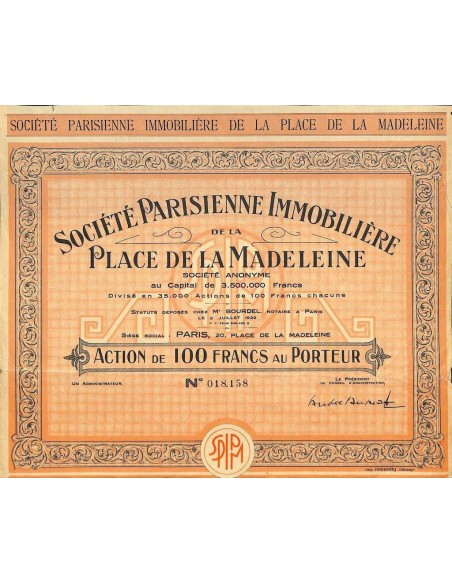 SOCIÉTÉ PARISIENNE IMMOBILIÈRE DE LA PLACE DE LA MADELEINE
SOCIÉTÉ PARISIENNE IMMOBILIÈRE
DE LA
PLACE DE LA MADELEINE
SOCIÉTÉ ANONYME
au Capital de 3.500.000 Francs
Divisé en 35.000 Actions de 100 Francs chacune
STATUTS DÉPOSÉS CHEZ Me BOURDEL, NOTAIRE A PARIS
SIÈGE SOCIAL : PARIS, 20, PLACE DE LA MADELEINE
ACTION DE 100 FRANCS AU PORTEUR
UN ADMINISTRATEUR,
No 018.158
LE PRÉSIDENT
DU CONSEIL D'ADMINISTRATION,
SPIPM